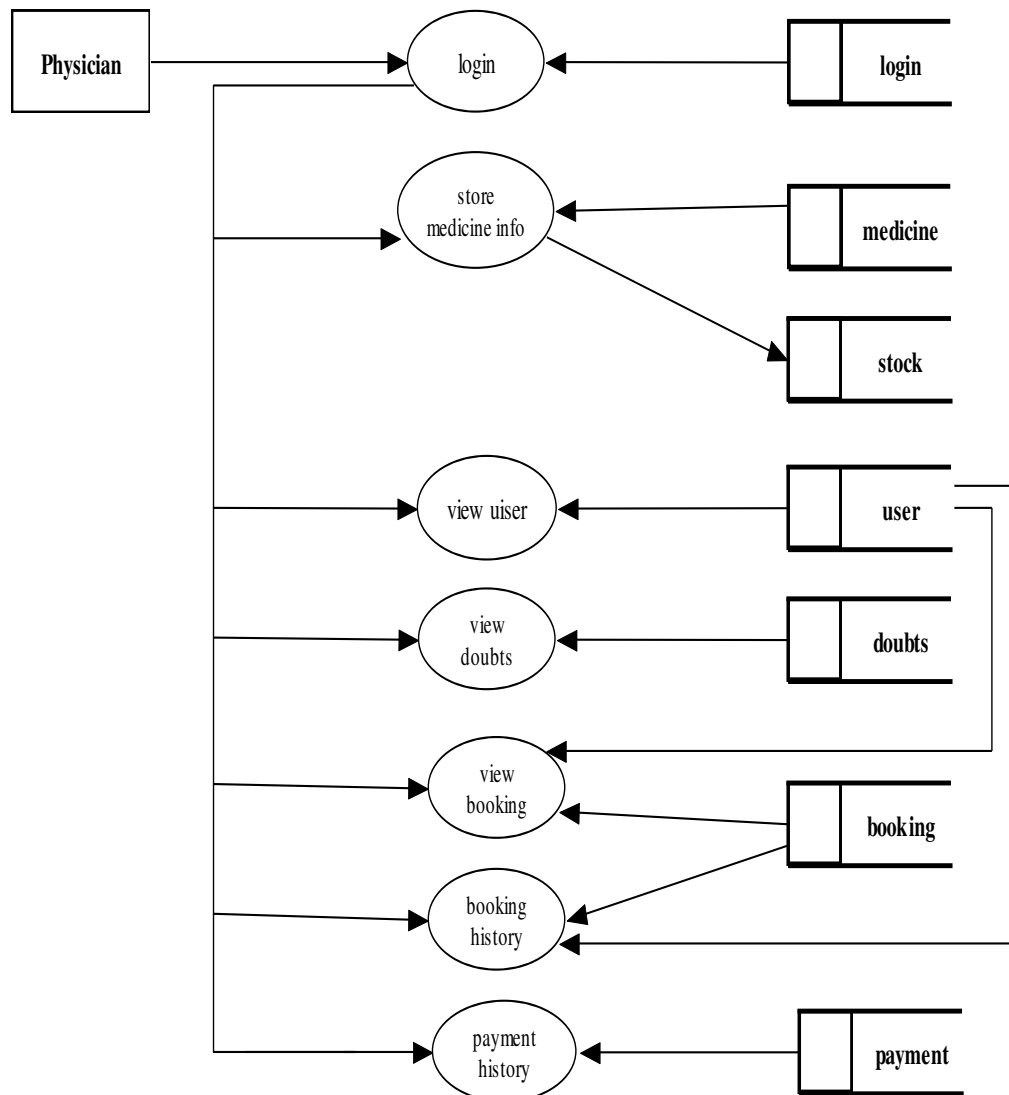 Physician
login
login
store
medicine info
medicine
stock
view uiser
user
view
doubts
doubts
view
booking
booking
booking
history
payment
history
payment